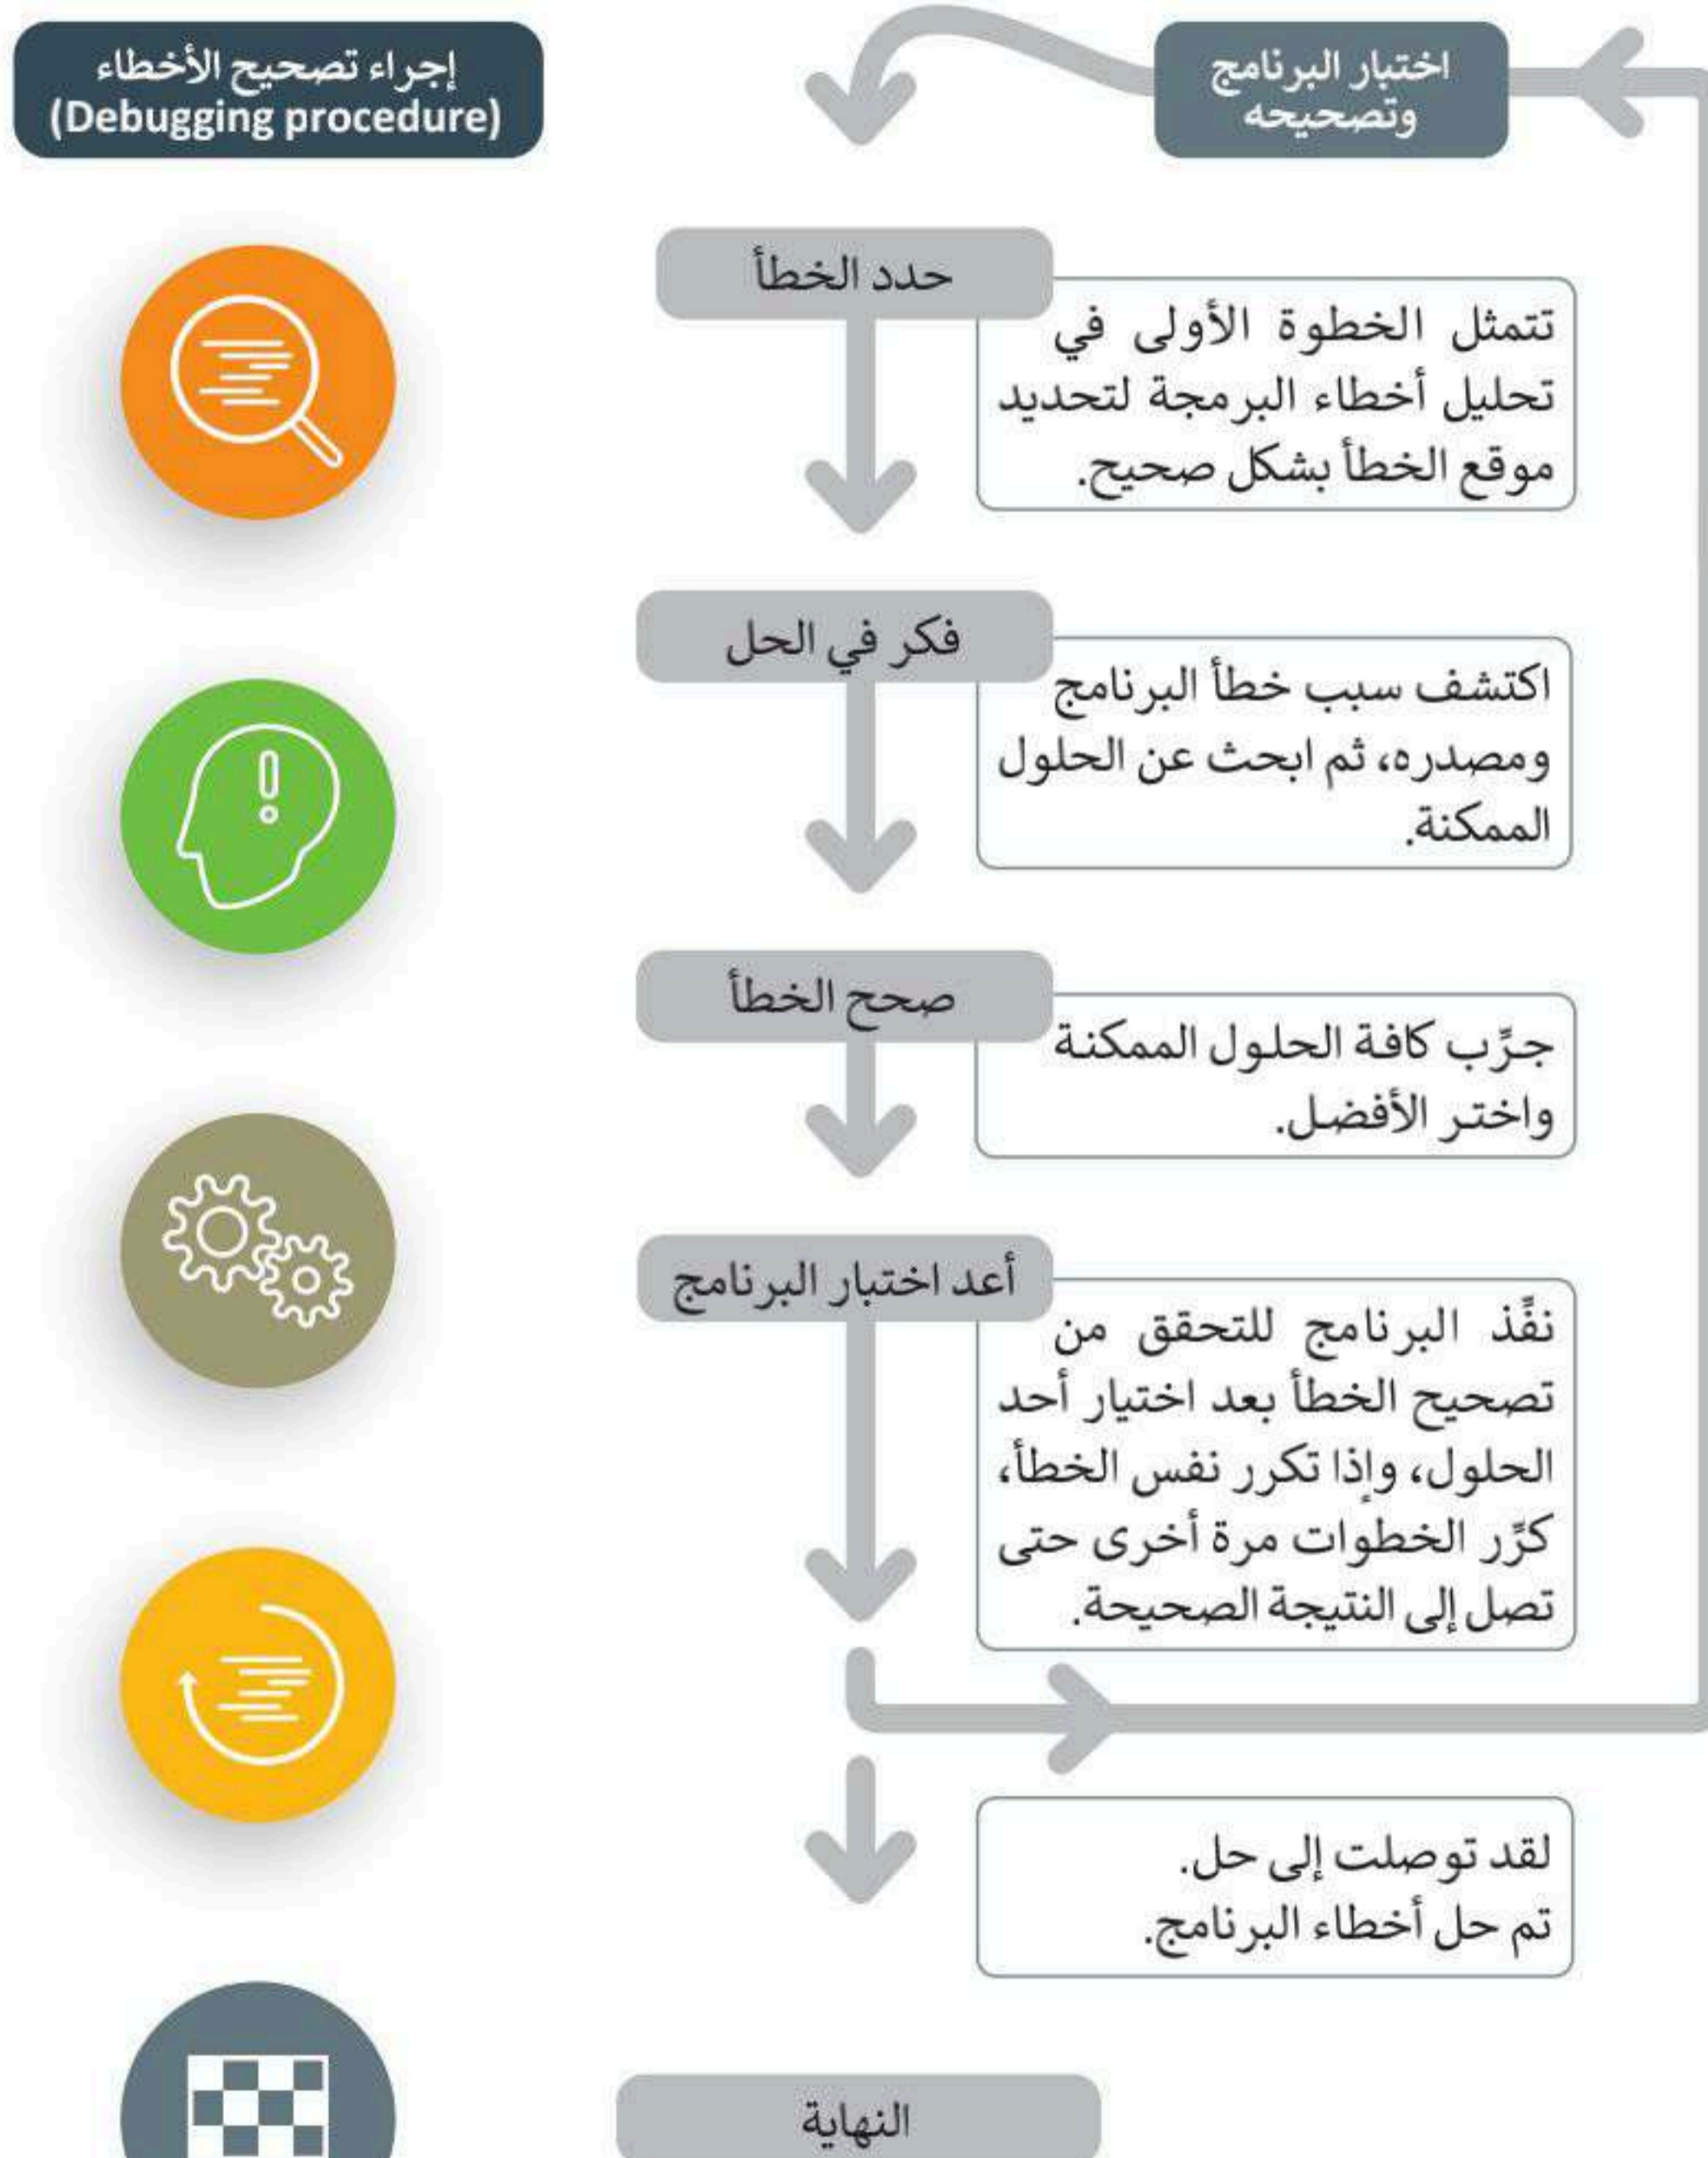 اختبار البرنامج
وتصحيحه
إجراء تصحيح الأخطاء
(Debugging procedure)
حدد الخطأ
تتمثل الخطوة الأولى في
تحليل أخطاء البرمجة لتحديد
موقع الخطأ بشكل صحيح.
فكر في الحل
اكتشف سبب خطأ البرنامج
ومصدره، ثم ابحث عن الحلول
الممكنة.
صحح الخطأ
جرِّب كافة الحلول الممكنة
واختر الأفضل.
أعد اختبار البرنامج
نفِّذ البرنامج للتحقق من
تصحيح الخطأ بعد اختيار أحد
الحلول، وإذا تكرر نفس الخطأ،
كرِّر الخطوات مرة أخرى حتى
تصل إلى النتيجة الصحيحة.
لقد توصلت إلى حل.
تم حل أخطاء البرنامج.
النهاية